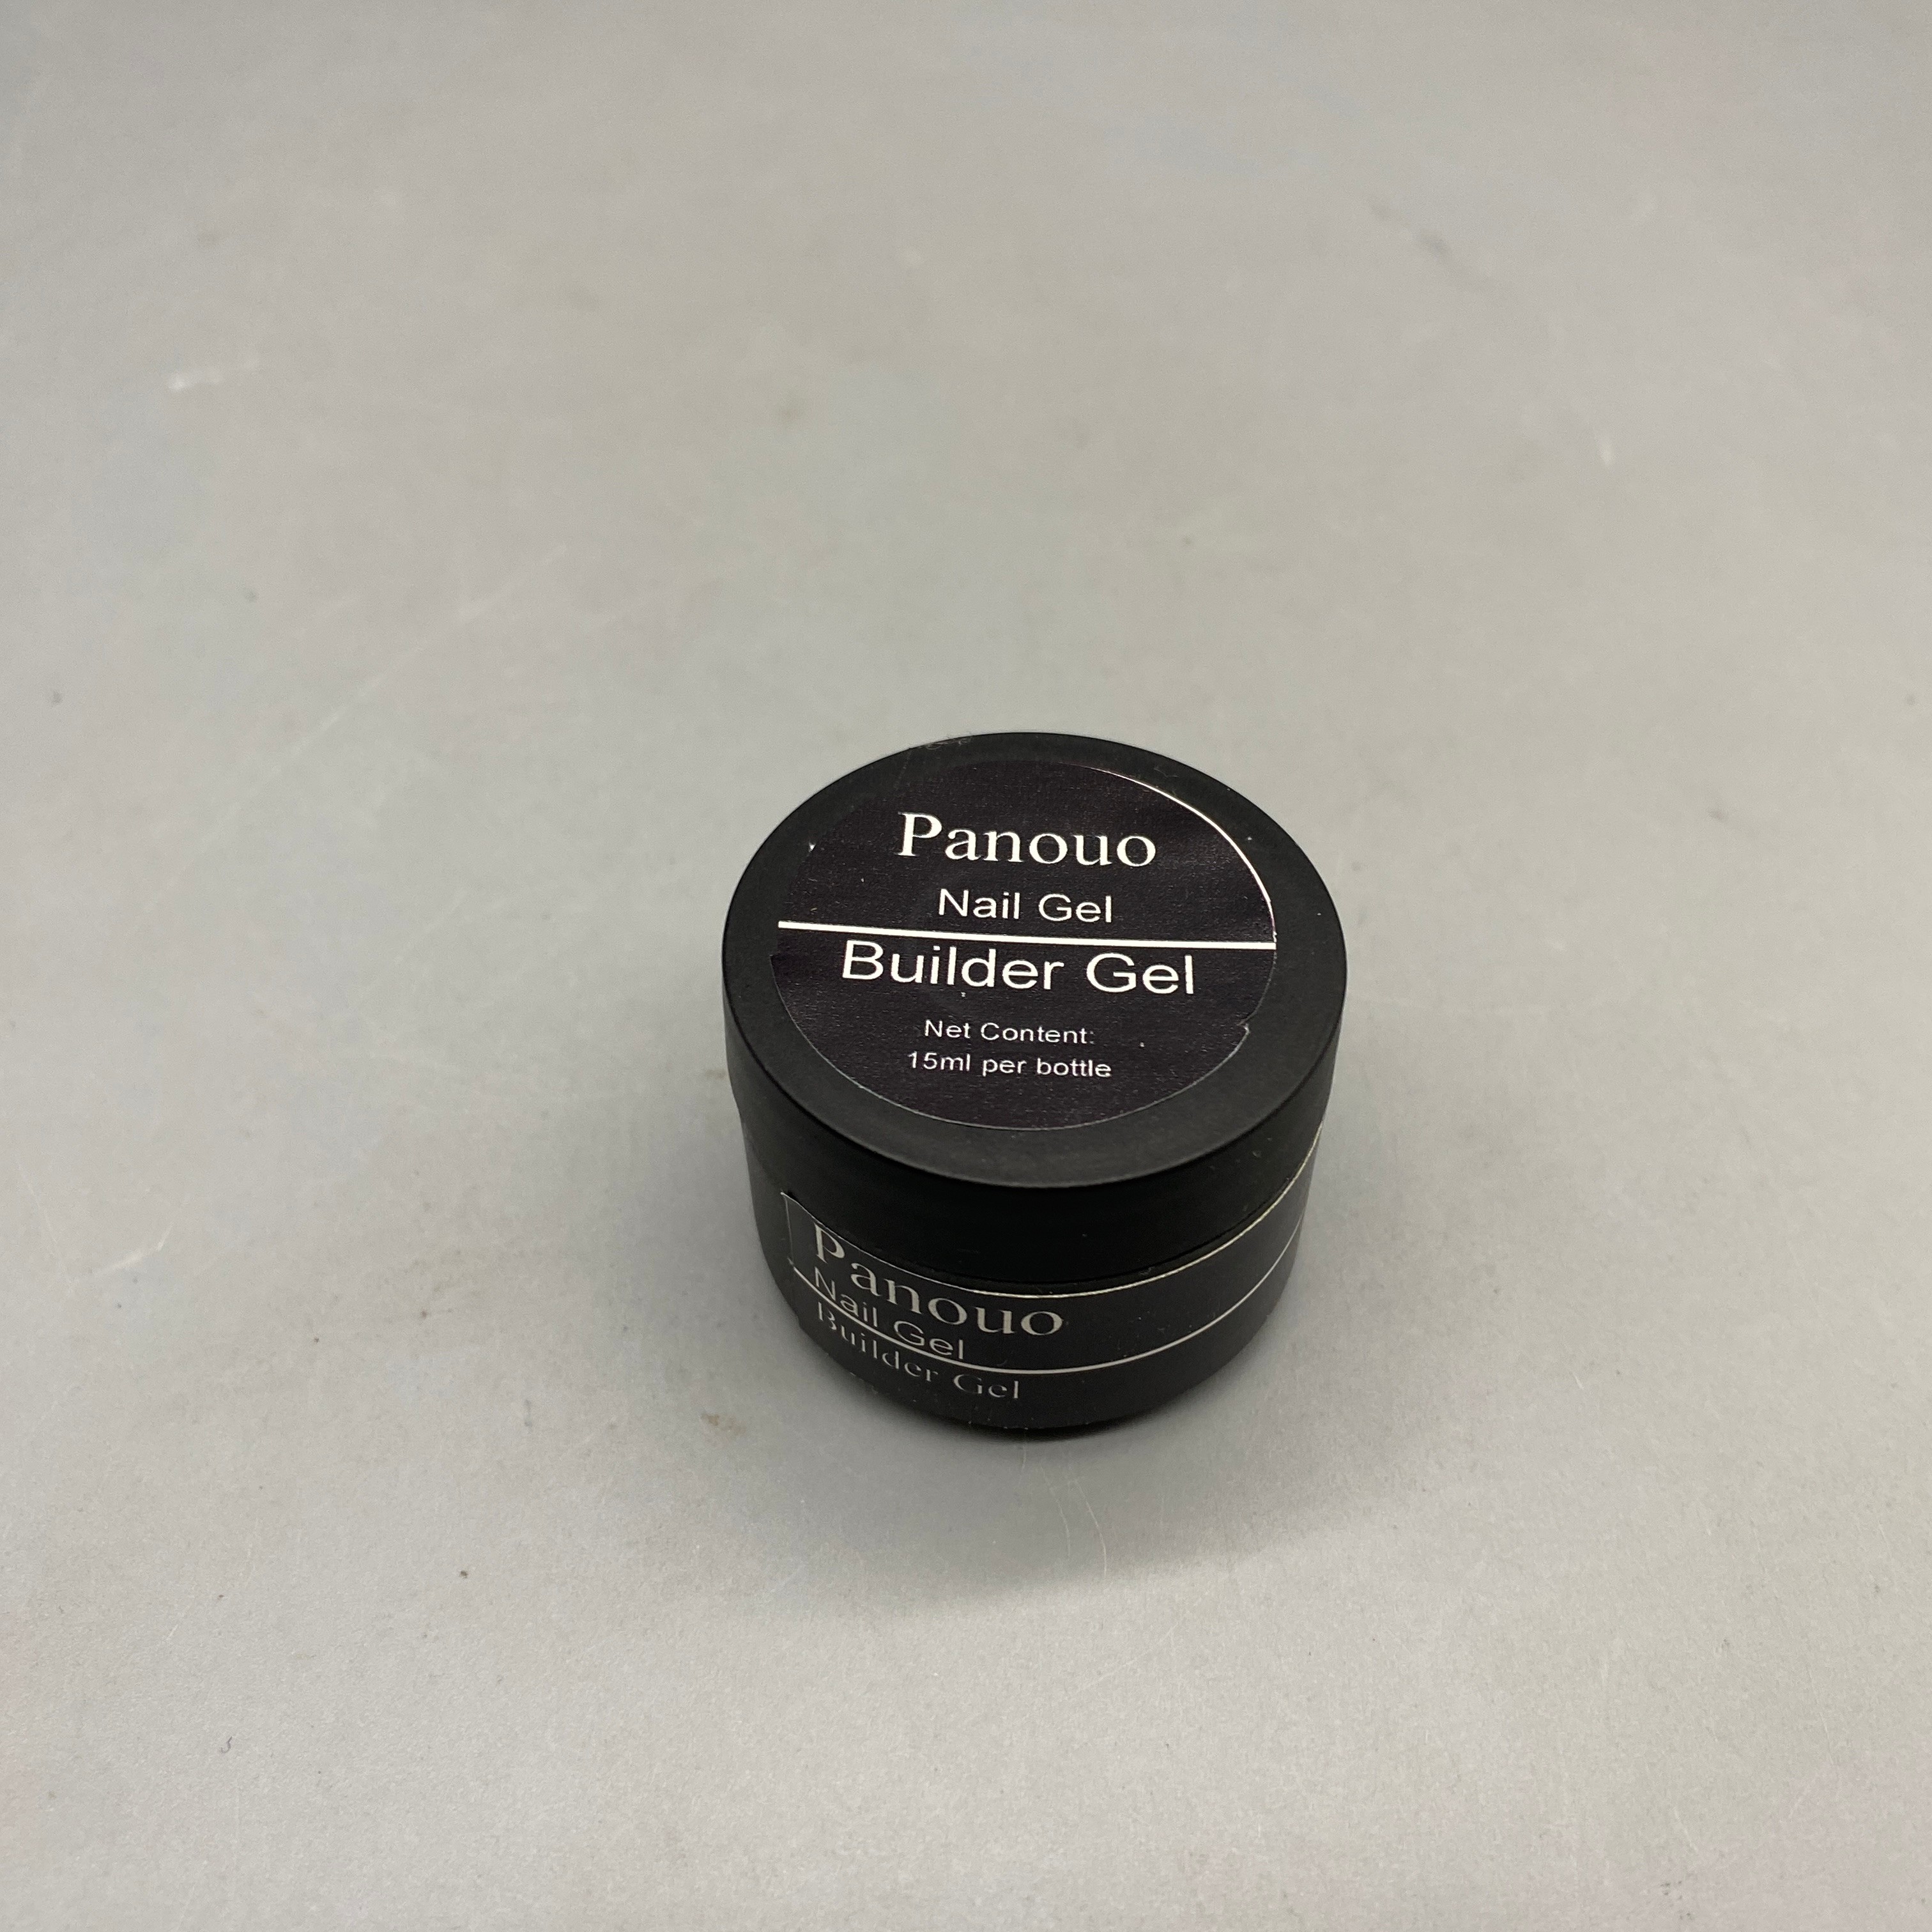 Panouo
Nail Gel
Builder Gel
Net Content:
15ml per bottle
Panouo
Nail Gel
Builder Gel